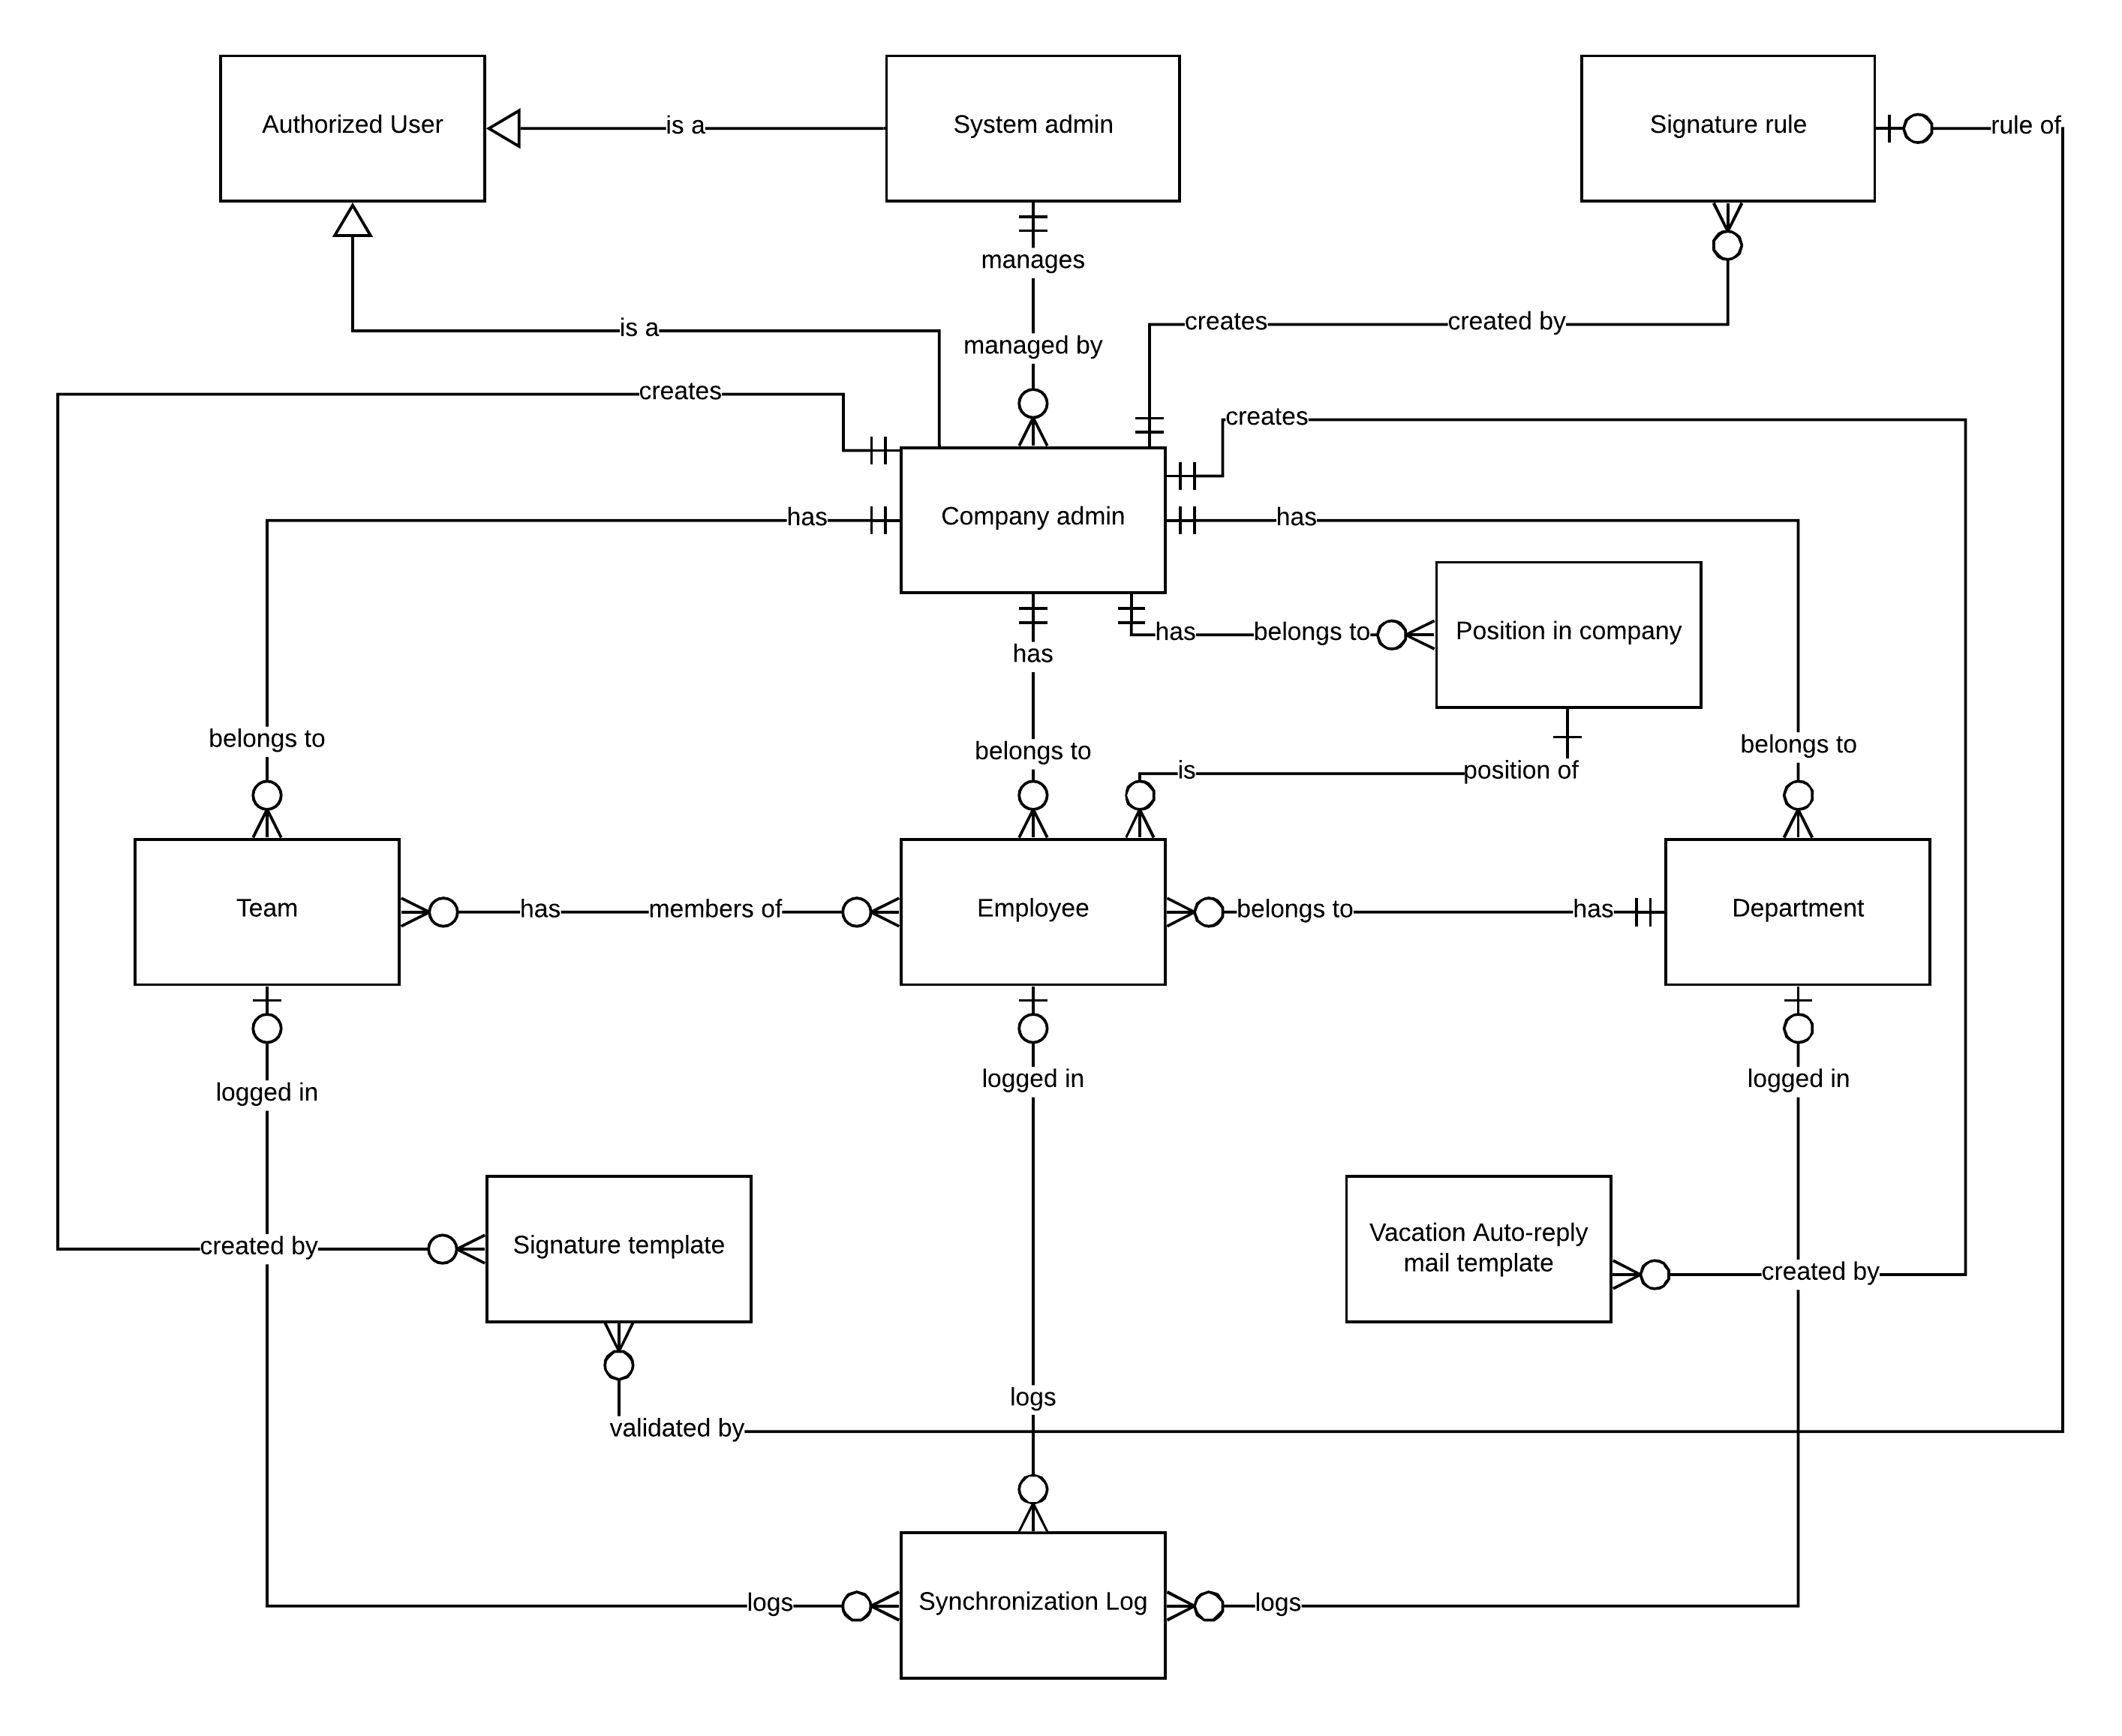 Authorized User
is a
System admin
Signature rule
rule of
manages
is a
managed by
creates
created by
creates
creates
has
Company admin
has
has
belongs to
Position in company
has
belongs to
belongs to
belongs to
is
position of
Team
has
members of
Employee
belongs to
has
Department
logged in
logged in
logged in
created by
Signature template
Vacation Auto-reply
mail template
created by
logs
validated by
logs
Synchronization Log
logs